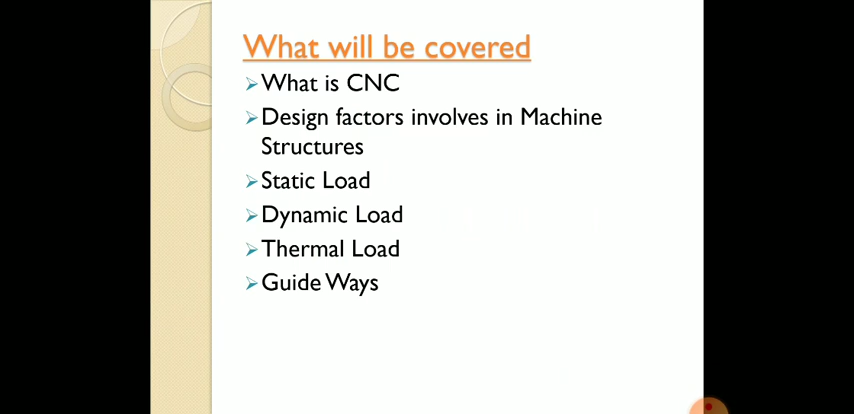 What will be covered
➢What is CNC
➢Design factors involves in Machine
Structures
➢Static Load
➢Dynamic Load
➢Thermal Load
➢Guide Ways